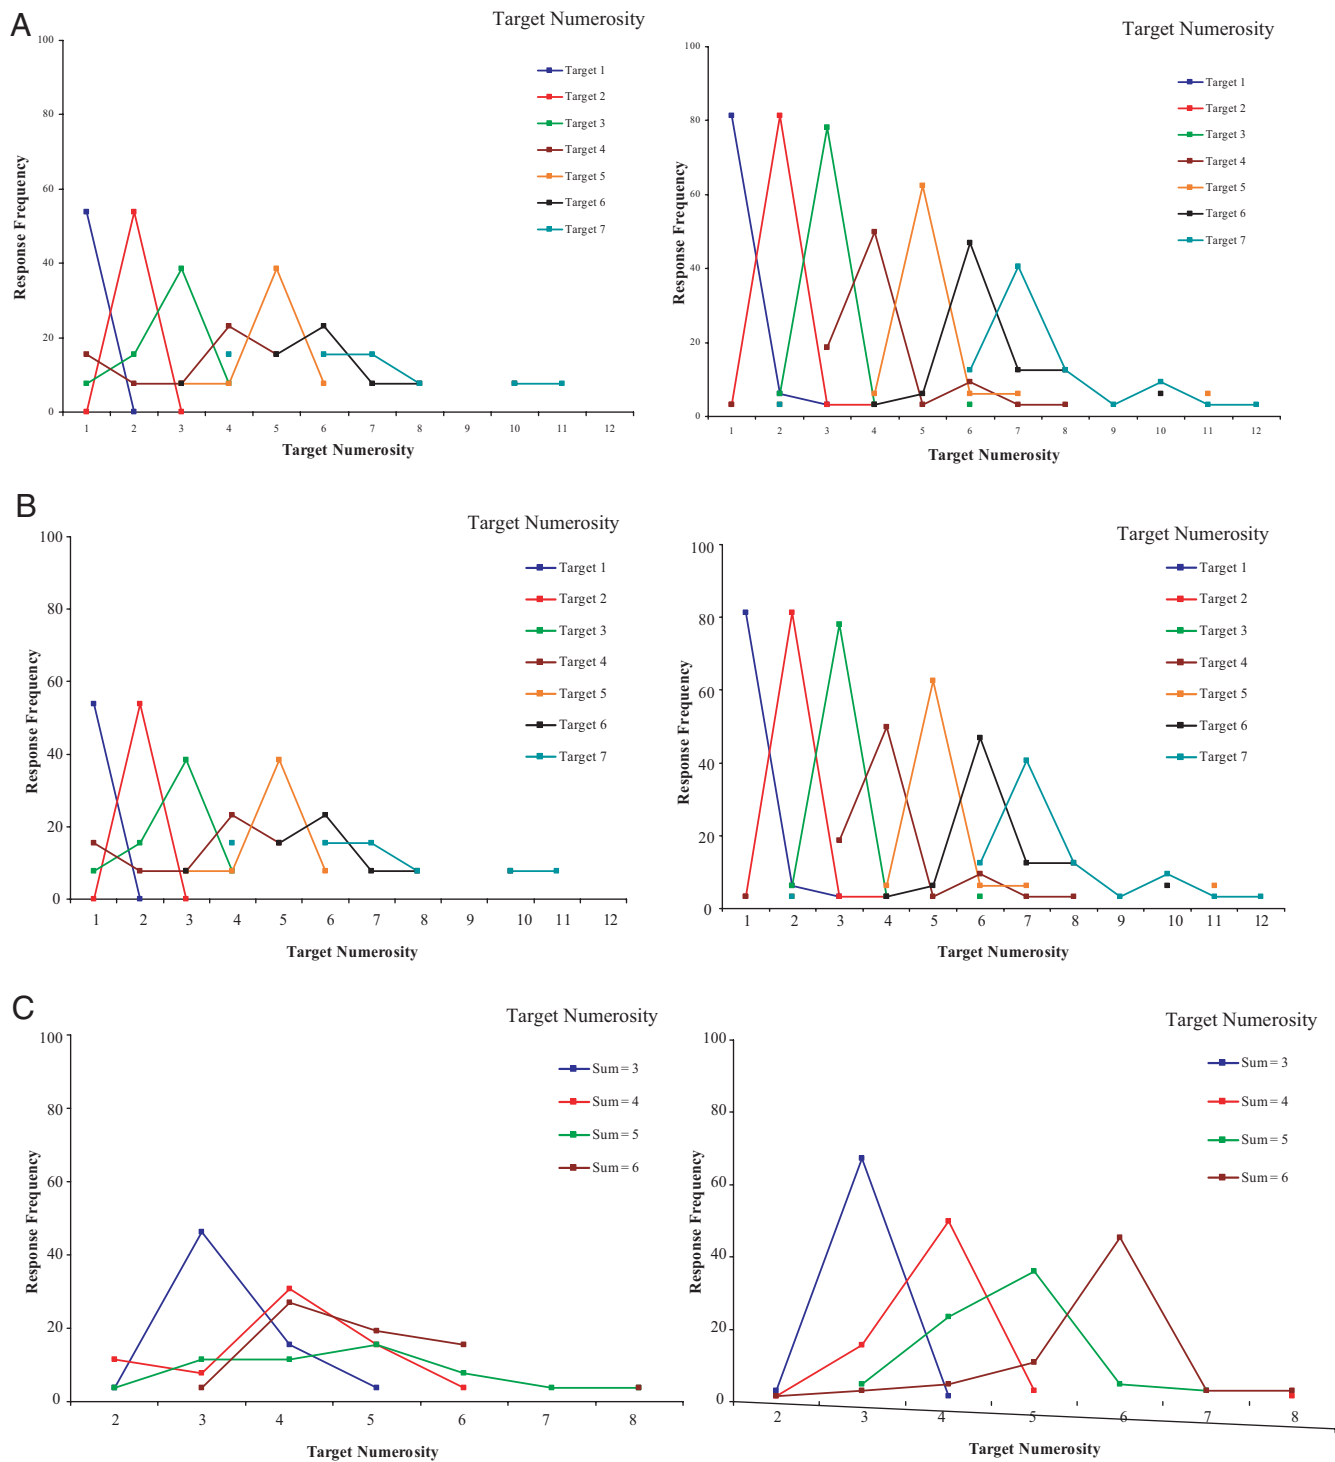 A
Target Numerosity
100
80
60
40
20
0
Response Frequency
Target 1
Target 2
Target 3
Target 4
Target 5
Target 6
Target 7
1 2 3 4 5 6 7 8 9 10 11 12
Target Numerosity
Target Numerosity
100
80
60
40
20
0
Response Frequency
Target 1
Target 2
Target 3
Target 4
Target 5
Target 6
Target 7
1 2 3 4 5 6 7 8 9 10 11 12
Target Numerosity
B
Target Numerosity
100
80
60
40
20
0
Response Frequency
Target 1
Target 2
Target 3
Target 4
Target 5
Target 6
Target 7
1 2 3 4 5 6 7 8 9 10 11 12
Target Numerosity
Target Numerosity
100
80
60
40
20
0
Response Frequency
Target 1
Target 2
Target 3
Target 4
Target 5
Target 6
Target 7
1 2 3 4 5 6 7 8 9 10 11 12
Target Numerosity
C
Target Numerosity
100
80
60
40
20
0
Response Frequency
Sum = 3
Sum = 4
Sum = 5
Sum = 6
2 3 4 5 6 7 8
Target Numerosity
Target Numerosity
100
80
60
40
20
0
Response Frequency
Sum = 3
Sum = 4
Sum = 5
Sum = 6
2 3 4 5 6 7 8
Target Numerosity